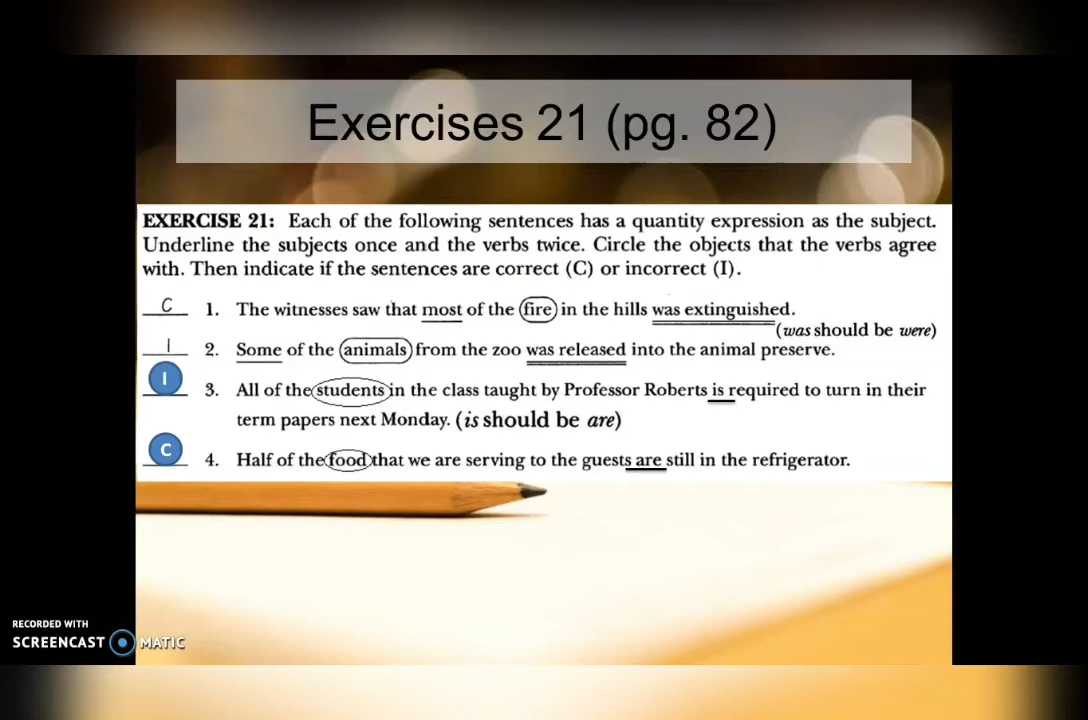 Exercises 21 (pg. 82)
EXERCISE 21: Each of the following sentences has a quantity expression as the subject.
Underline the subjects once and the verbs twice. Circle the objects that the verbs agree
with. Then indicate if the sentences are correct (C) or incorrect (I).
C 1. The witnesses saw that most of the fire in the hills was extinguished.
(was should be were)
I 2. Some of the animals from the zoo was released into the animal preserve.
I 3. All of the students in the class taught by Professor Roberts is required to turn in their
term papers next Monday. (is should be are)
C 4. Half of the food that we are serving to the guests are still in the refrigerator.
RECORDED WITH
SCREENCAST MATIC